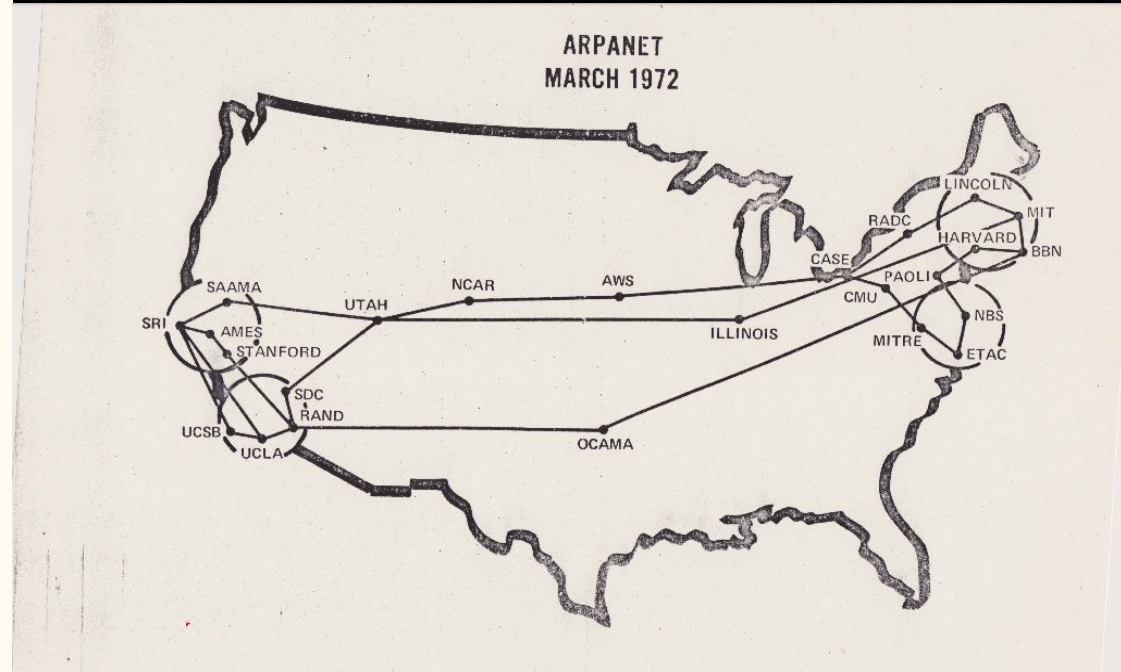 ARPANET
MARCH 1972
LINCOLN
MIT
RADC
HARVARD
BBN
CASE
PAOLI
SAAMA
NCAR
AWS
CMU
UTAH
NBS
SRI
AMES
ILLINOIS
MITRE
STANFORD
ETAC
SDC
RAND
UCSB
OCAMA
UCLA